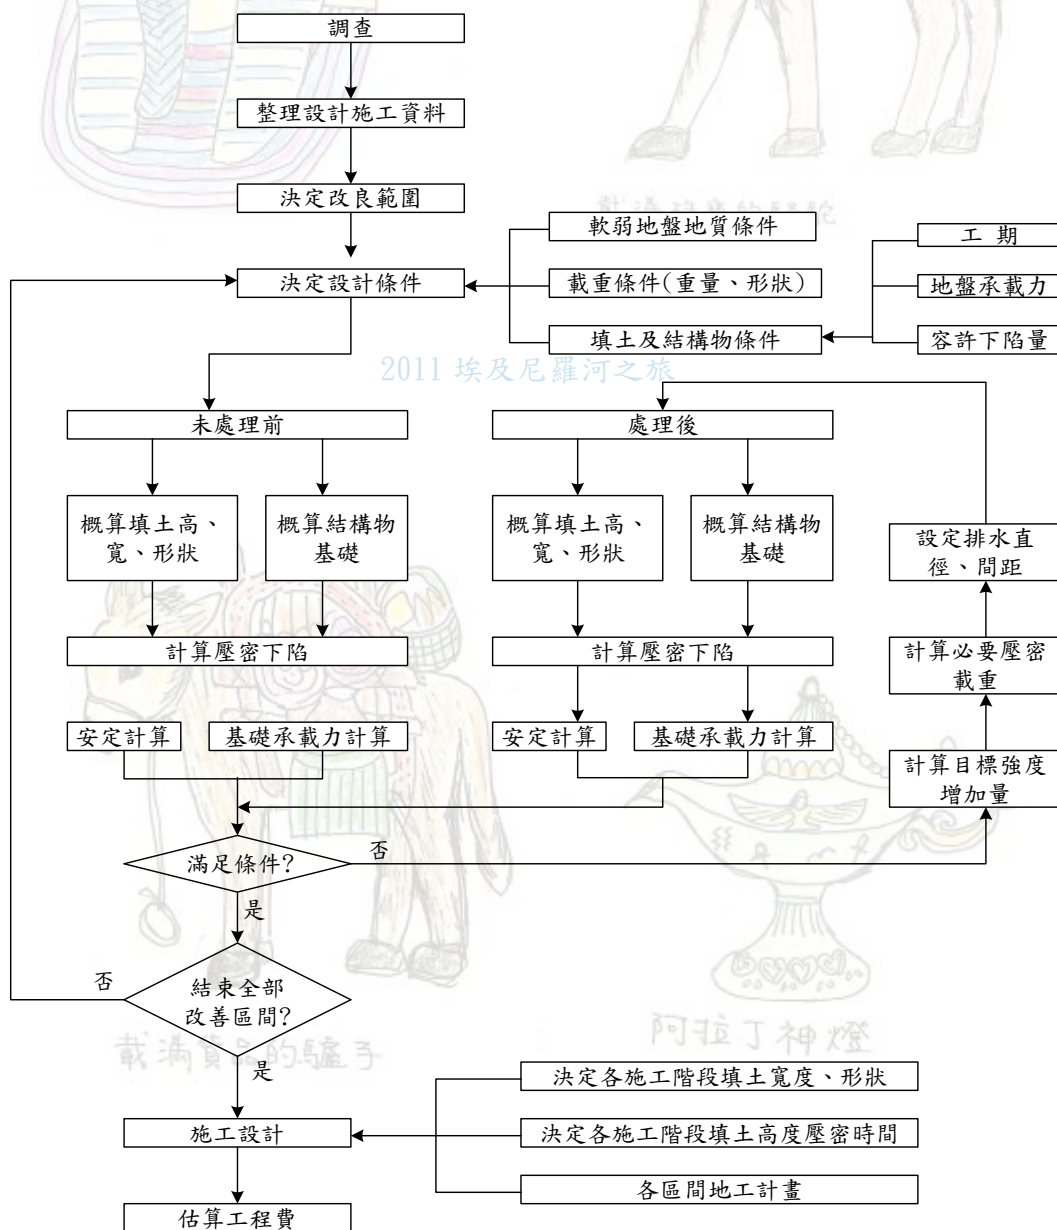 調查
整理設計施工資料
決定改良範圍
決定設計條件
軟弱地盤地質條件
載重條件(重量、形狀)
填土及結構物條件
工 期
地盤承載力
容許下陷量
2011 埃及尼羅河之旅
未處理前
處理後
概算填土高、
寬、形狀
概算結構物
基礎
概算填土高、
寬、形狀
概算結構物
基礎
設定排水直
徑、間距
計算壓密下陷
計算壓密下陷
計算必要壓密
載重
安定計算
基礎承載力計算
安定計算
基礎承載力計算
計算目標強度
增加量
滿足條件?
否
是
否
結束全部
改善區間?
是
載滿貨品的驢子
阿拉丁神燈
決定各施工階段填土寬度、形狀
施工設計
決定各施工階段填土高度壓密時間
各區間地工計畫
估算工程費